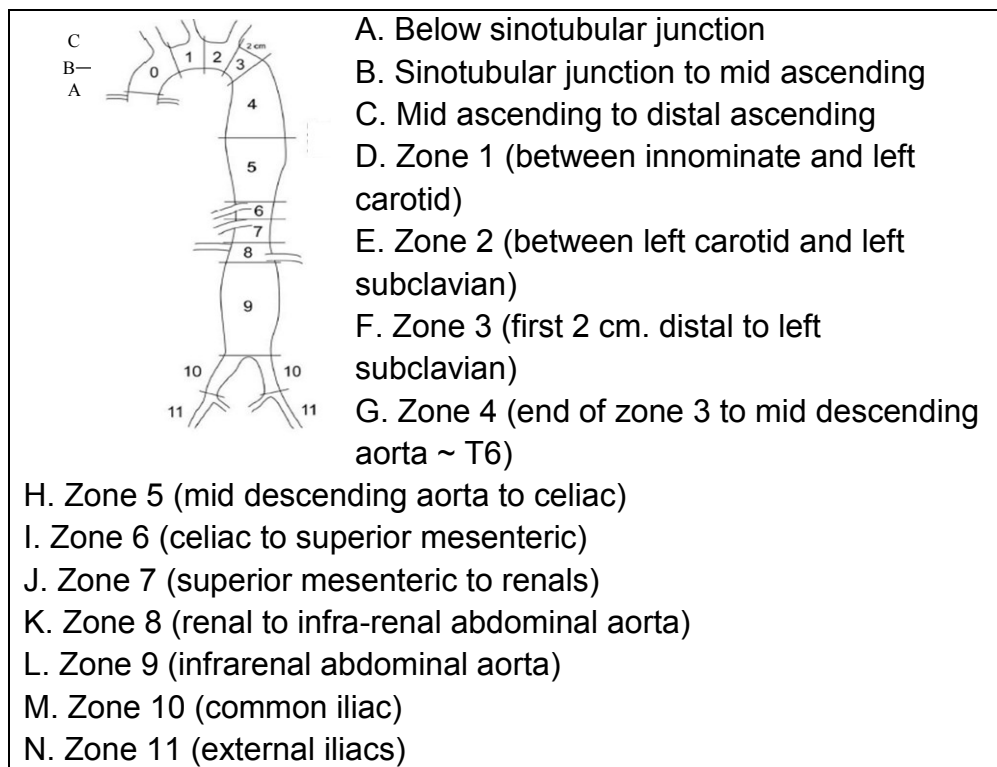 C
B—
A
0
1
2
2 cm
3
4
5
6
7
8
9
10
10
11
11
A. Below sinotubular junction
B. Sinotubular junction to mid ascending
C. Mid ascending to distal ascending
D. Zone 1 (between innominate and left
carotid)
E. Zone 2 (between left carotid and left
subclavian)
F. Zone 3 (first 2 cm. distal to left
subclavian)
G. Zone 4 (end of zone 3 to mid descending
aorta ~ T6)
H. Zone 5 (mid descending aorta to celiac)
I. Zone 6 (celiac to superior mesenteric)
J. Zone 7 (superior mesenteric to renals)
K. Zone 8 (renal to infra-renal abdominal aorta)
L. Zone 9 (infrarenal abdominal aorta)
M. Zone 10 (common iliac)
N. Zone 11 (external iliacs)